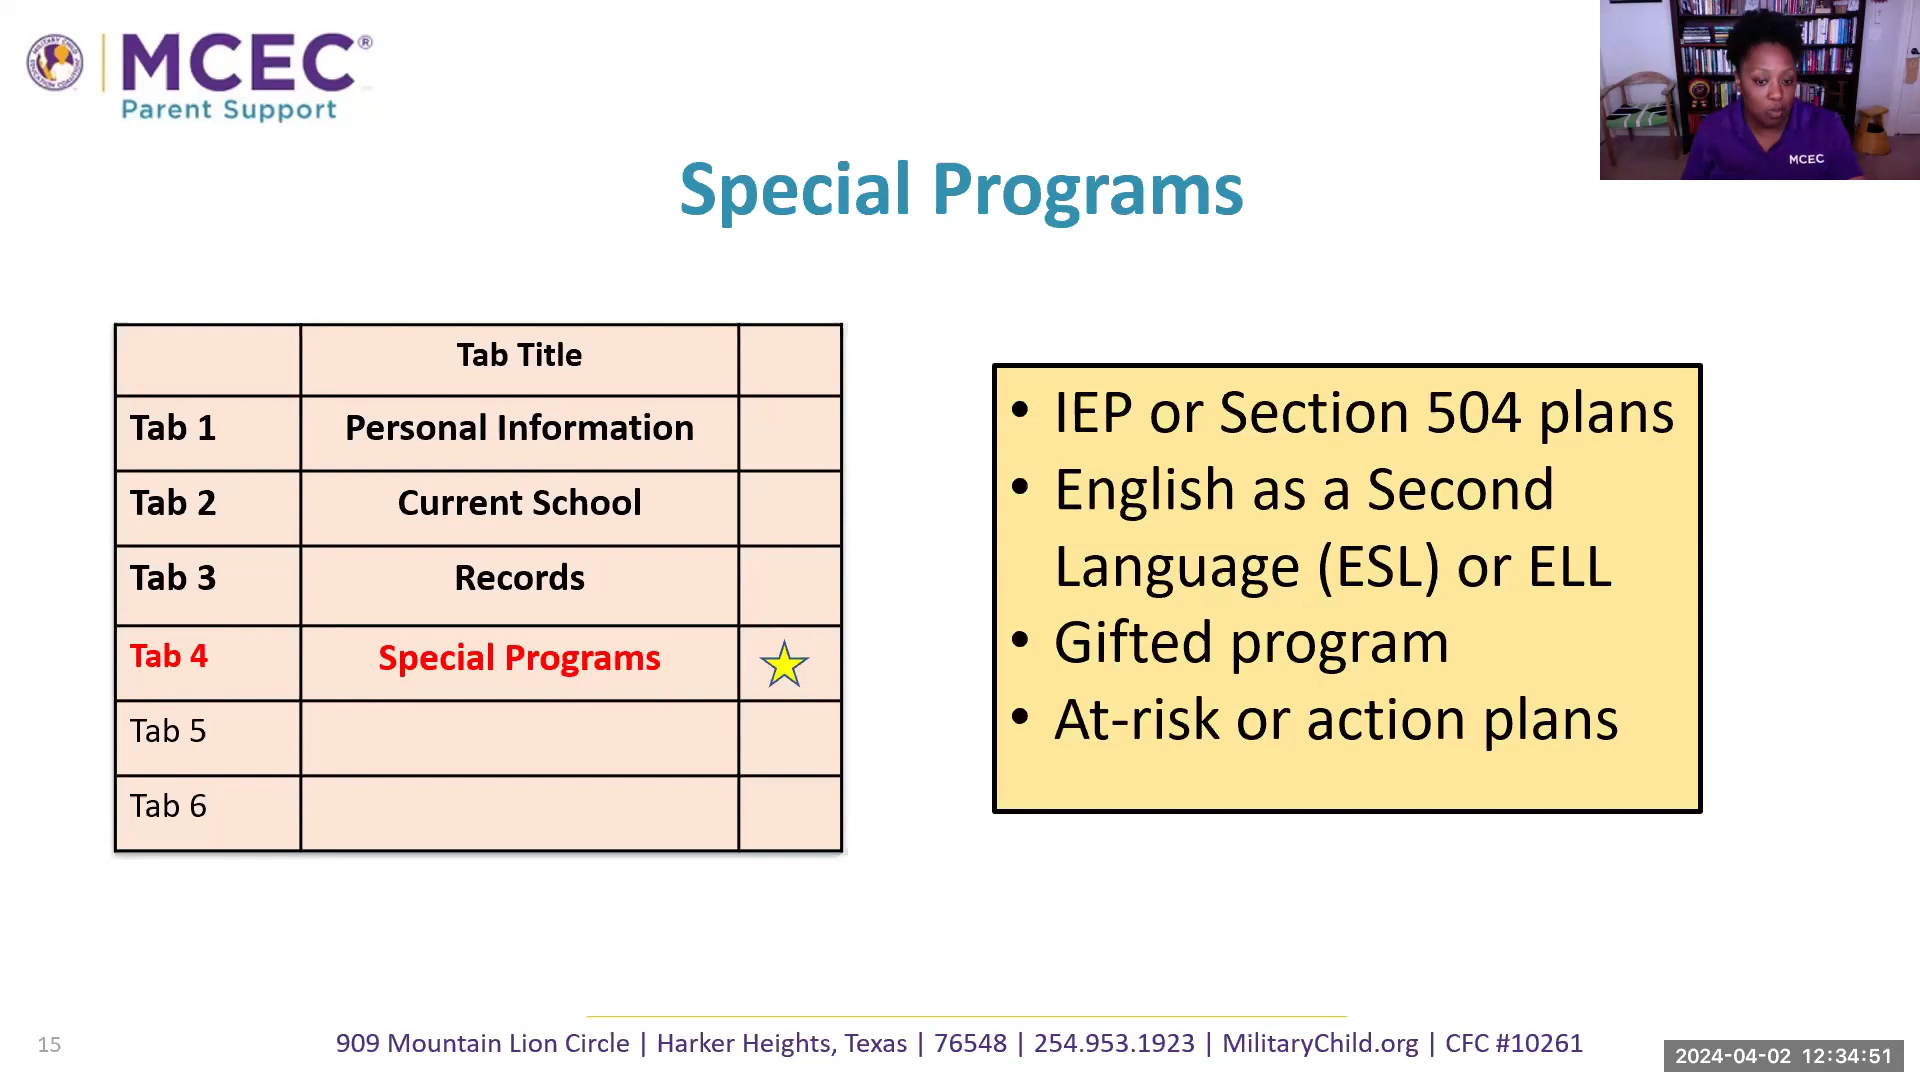 MCEC®
Parent Support
MCEC
Special Programs
Tab Title
Tab 1 Personal Information
Tab 2 Current School
Tab 3 Records
Tab 4 Special Programs
Tab 5
Tab 6
• IEP or Section 504 plans
• English as a Second
Language (ESL) or ELL
• Gifted program
• At-risk or action plans
15
909 Mountain Lion Circle | Harker Heights, Texas | 76548 | 254.953.1923 | MilitaryChild.org | CFC #10261
2024-04-02 12:34:51